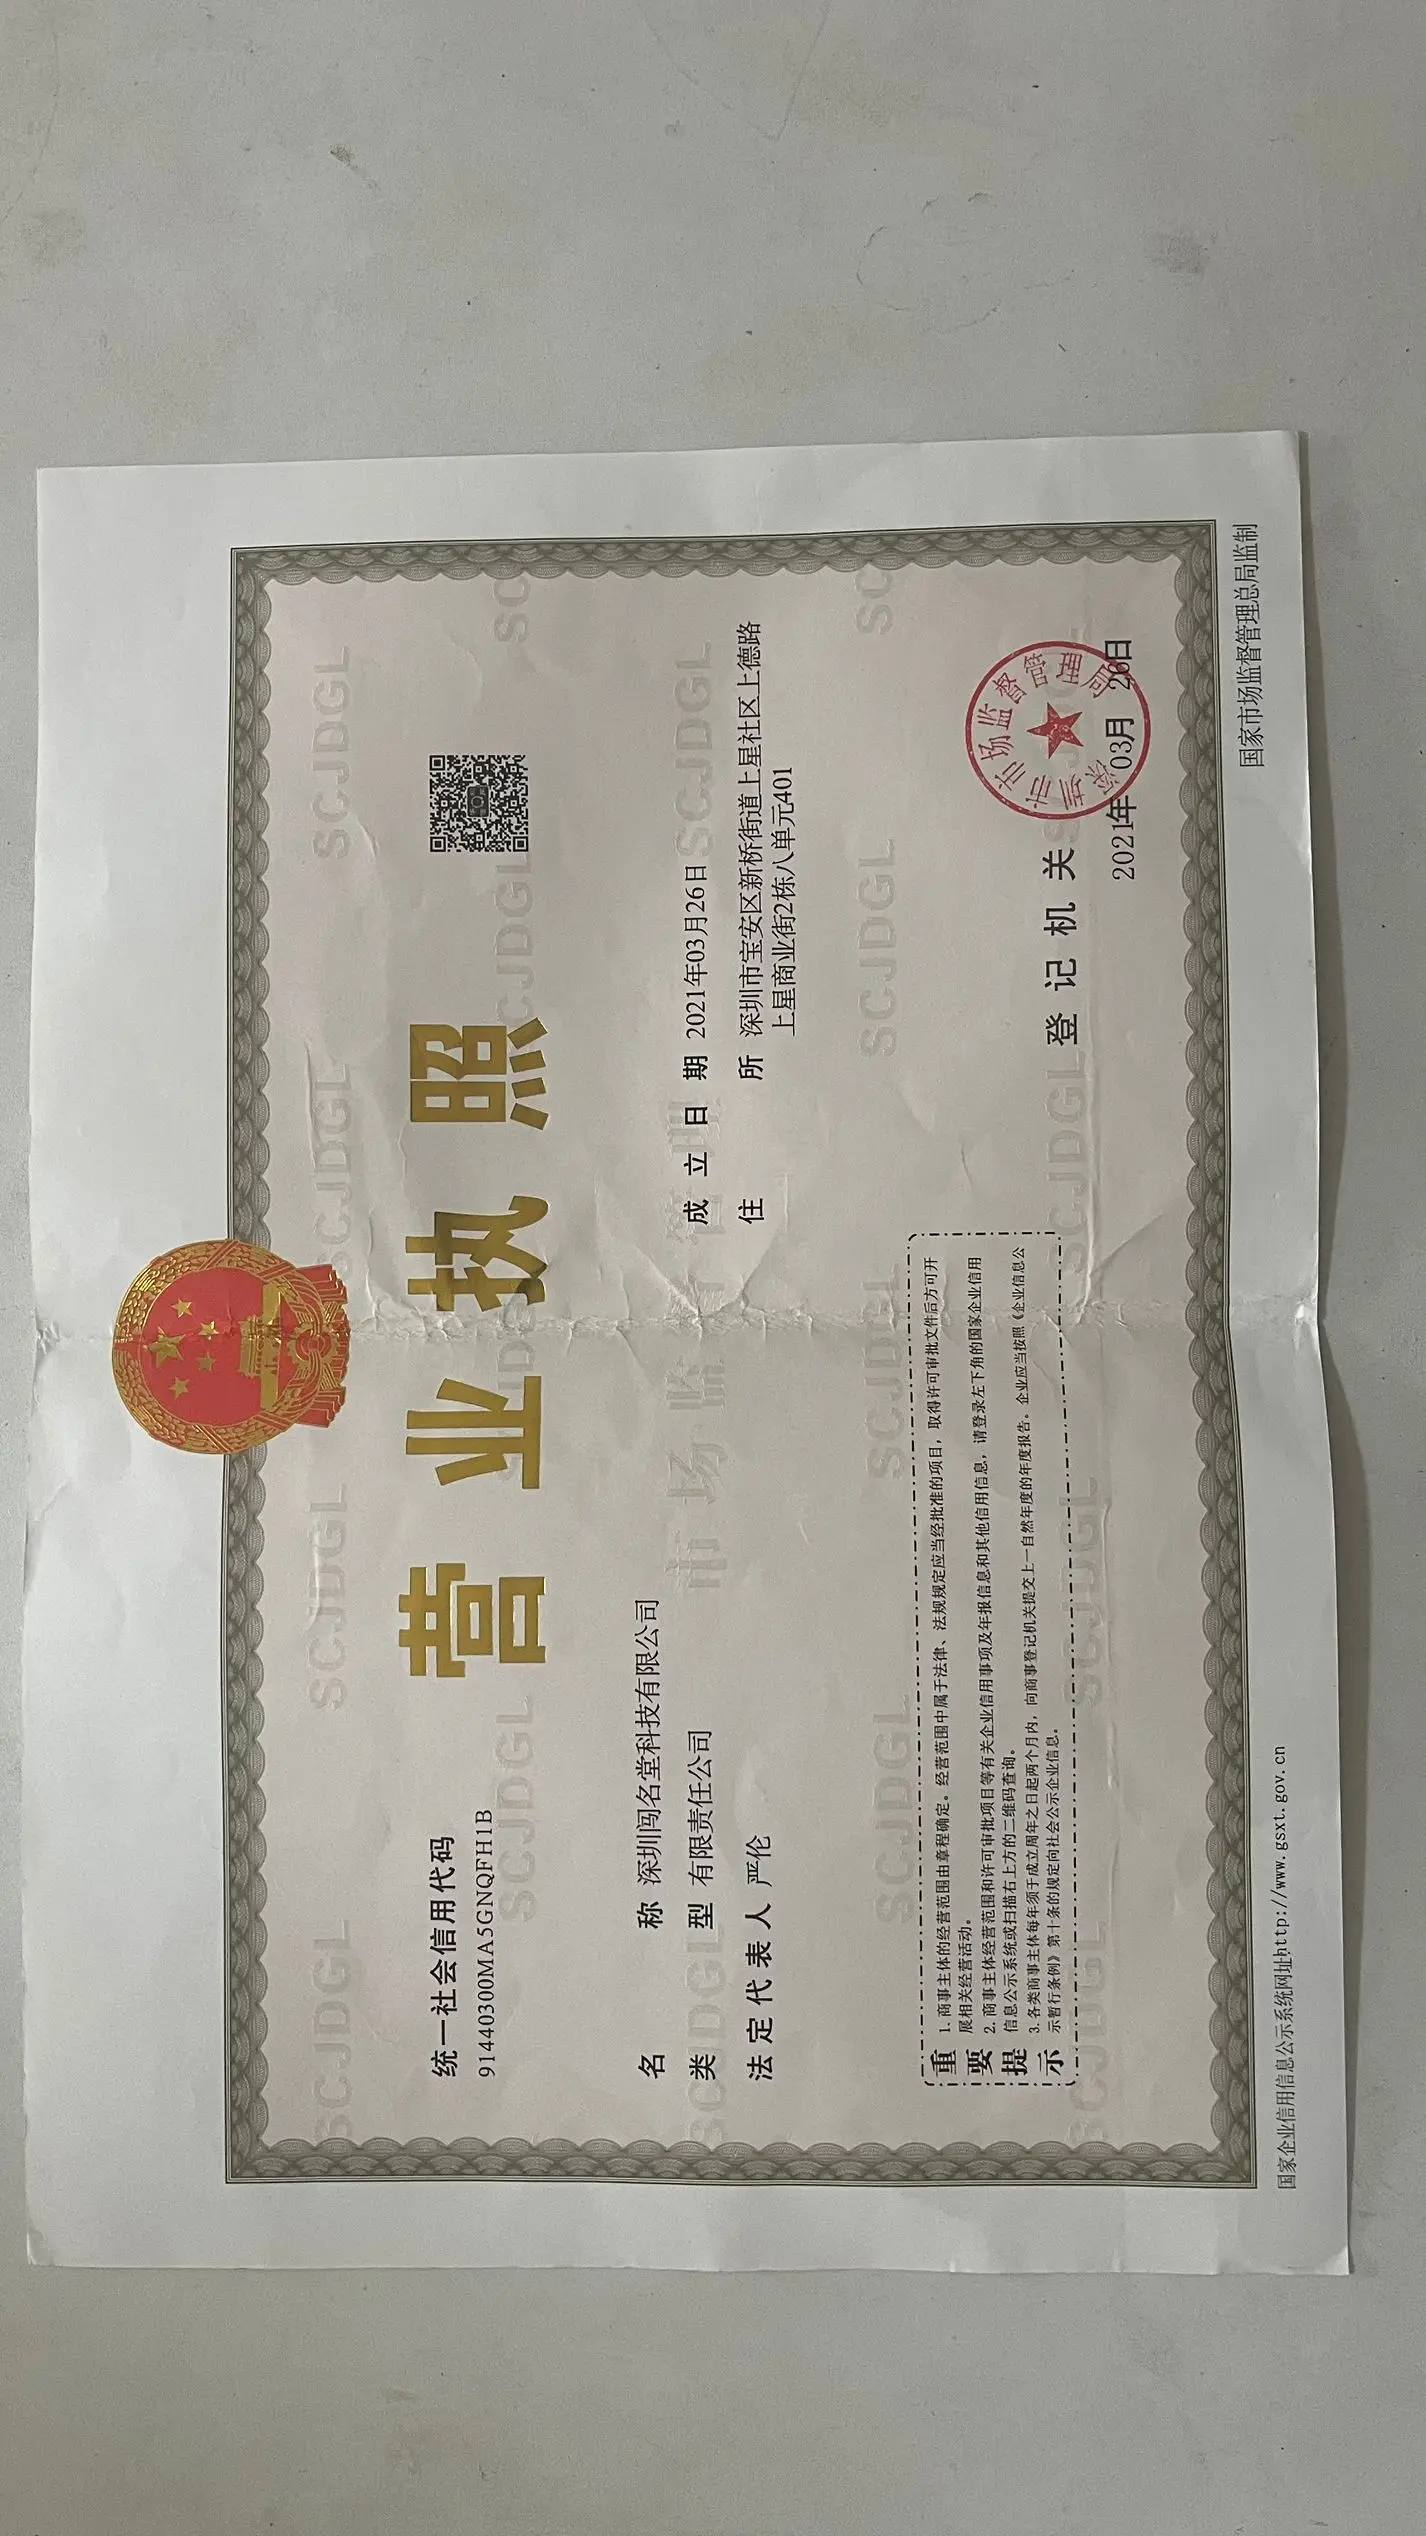 营业执照
统一社会信用代码
91440300MA5GNQFH1B
名称 深圳闯名堂科技有限公司
类型 有限责任公司
法定代表人 严伦
成立日期 2021年03月26日
住所 深圳市宝安区新桥街道上星社区上德路
上星商业街2栋八单元401
重要提示
1. 商事主体的经营范围由章程确定。经营范围中属于法律、法规规定应当经批准的项目，取得许可审批文件后方可开
展相关经营活动。
2. 商事主体经营范围和许可审批项目等有关企业信用事项及年报信息和其他信用信息，请登录左下角的国家企业信用
信息公示系统或扫描右上方的二维码查询。
3. 各类商事主体每年须于成立周年之日起两个月内，向商事登记机关提交上一自然年度的年度报告。企业应当按照《企业信息公
示暂行条例》第十条的规定向社会公示企业信息。
登记机关
深圳市市场监督管理局
2021年03月26日
国家企业信用信息公示系统网址http://www.gsxt.gov.cn
国家市场监督管理总局监制
SCJDGL
市场监督管理